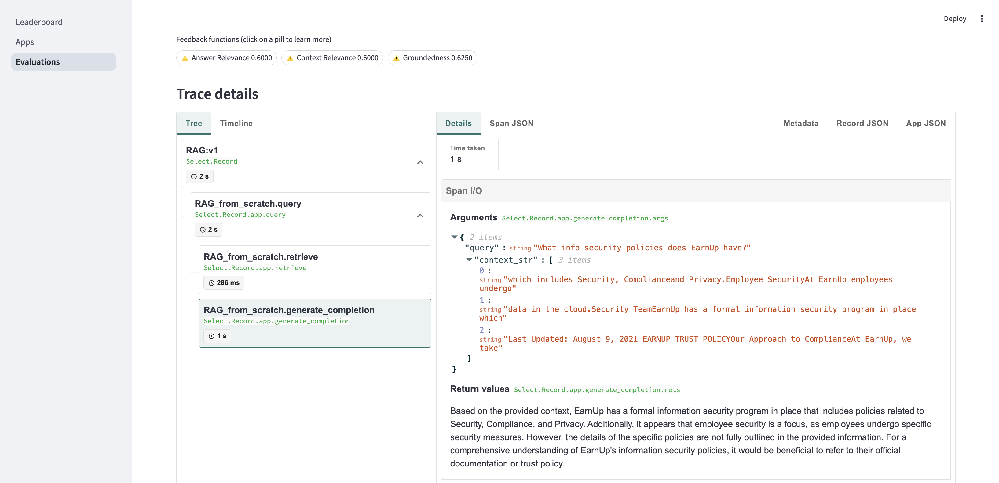 Leaderboard
Apps
Evaluations
Deploy
Feedback functions (click on a pill to learn more)
Answer Relevance 0.6000
Context Relevance 0.6000
Groundedness 0.6250
Trace details
Tree
Timeline
RAG:v1
Select.Record
2 s
RAG_from_scratch.query
Select.Record.app.query
2 s
RAG_from_scratch.retrieve
Select.Record.app.retrieve
286 ms
RAG_from_scratch.generate_completion
Select.Record.app.generate_completion
1 s
Details
Span JSON
Metadata
Record JSON
App JSON
Time taken
1 s
Span I/O
Arguments Select.Record.app.generate_completion.args
{ 2 items
"query" : string "What info security policies does EarnUp have?"
"context_str" : [ 3 items
0 :
string "which includes Security, Complianceand Privacy.Employee SecurityAt EarnUp employees
undergo"
1 :
string "data in the cloud.Security TeamEarnUp has a formal information security program in place
which"
2 :
string "Last Updated: August 9, 2021 EARNUP TRUST POLICYOur Approach to ComplianceAt EarnUp, we
take"
]
}
Return values Select.Record.app.generate_completion.rets
Based on the provided context, EarnUp has a formal information security program in place that includes policies related to
Security, Compliance, and Privacy. Additionally, it appears that employee security is a focus, as employees undergo specific
security measures. However, the details of the specific policies are not fully outlined in the provided information. For a
comprehensive understanding of EarnUp's information security policies, it would be beneficial to refer to their official
documentation or trust policy.